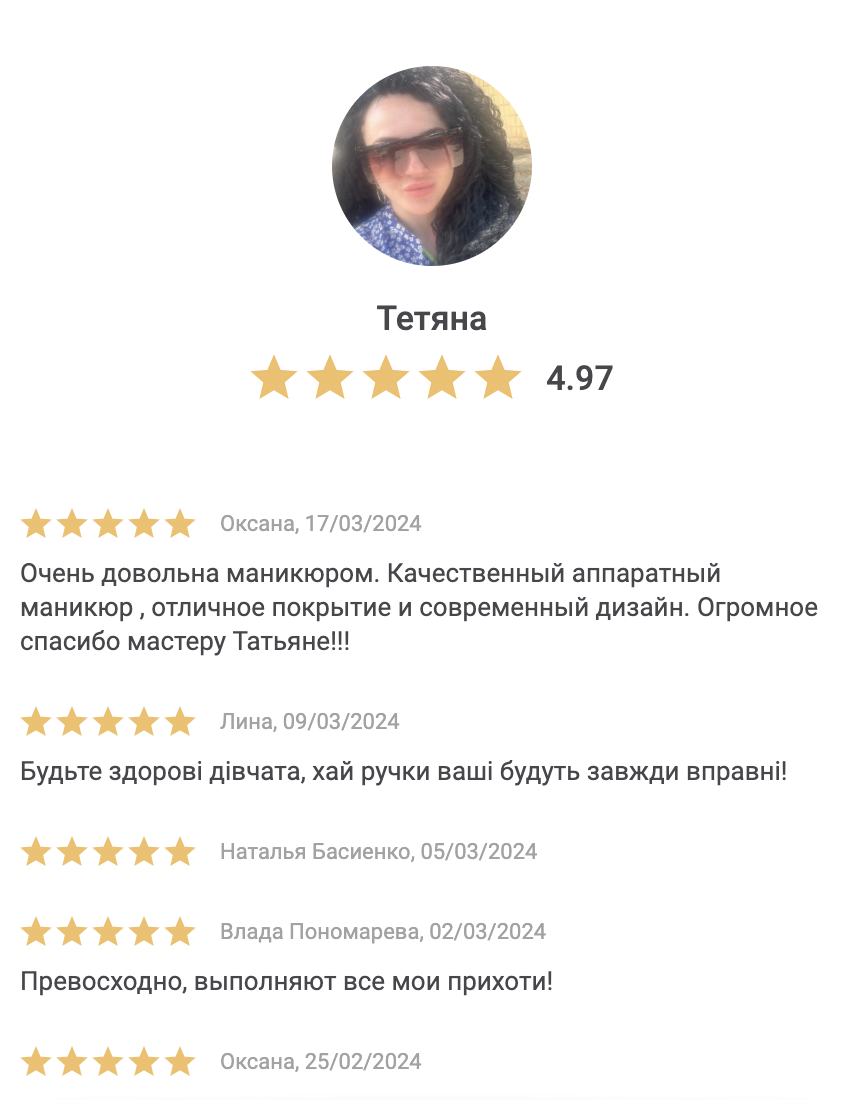 Тетяна
4.97
Оксана, 17/03/2024
Очень довольна маникюром. Качественный аппаратный
маникюр , отличное покрытие и современный дизайн. Огромное
спасибо мастеру Татьяне!!!
Лина, 09/03/2024
Будьте здорові дівчата, хай ручки ваші будуть завжди вправні!
Наталья Басиенко, 05/03/2024
Влада Пономарева, 02/03/2024
Превосходно, выполняют все мои прихоти!
Оксана, 25/02/2024